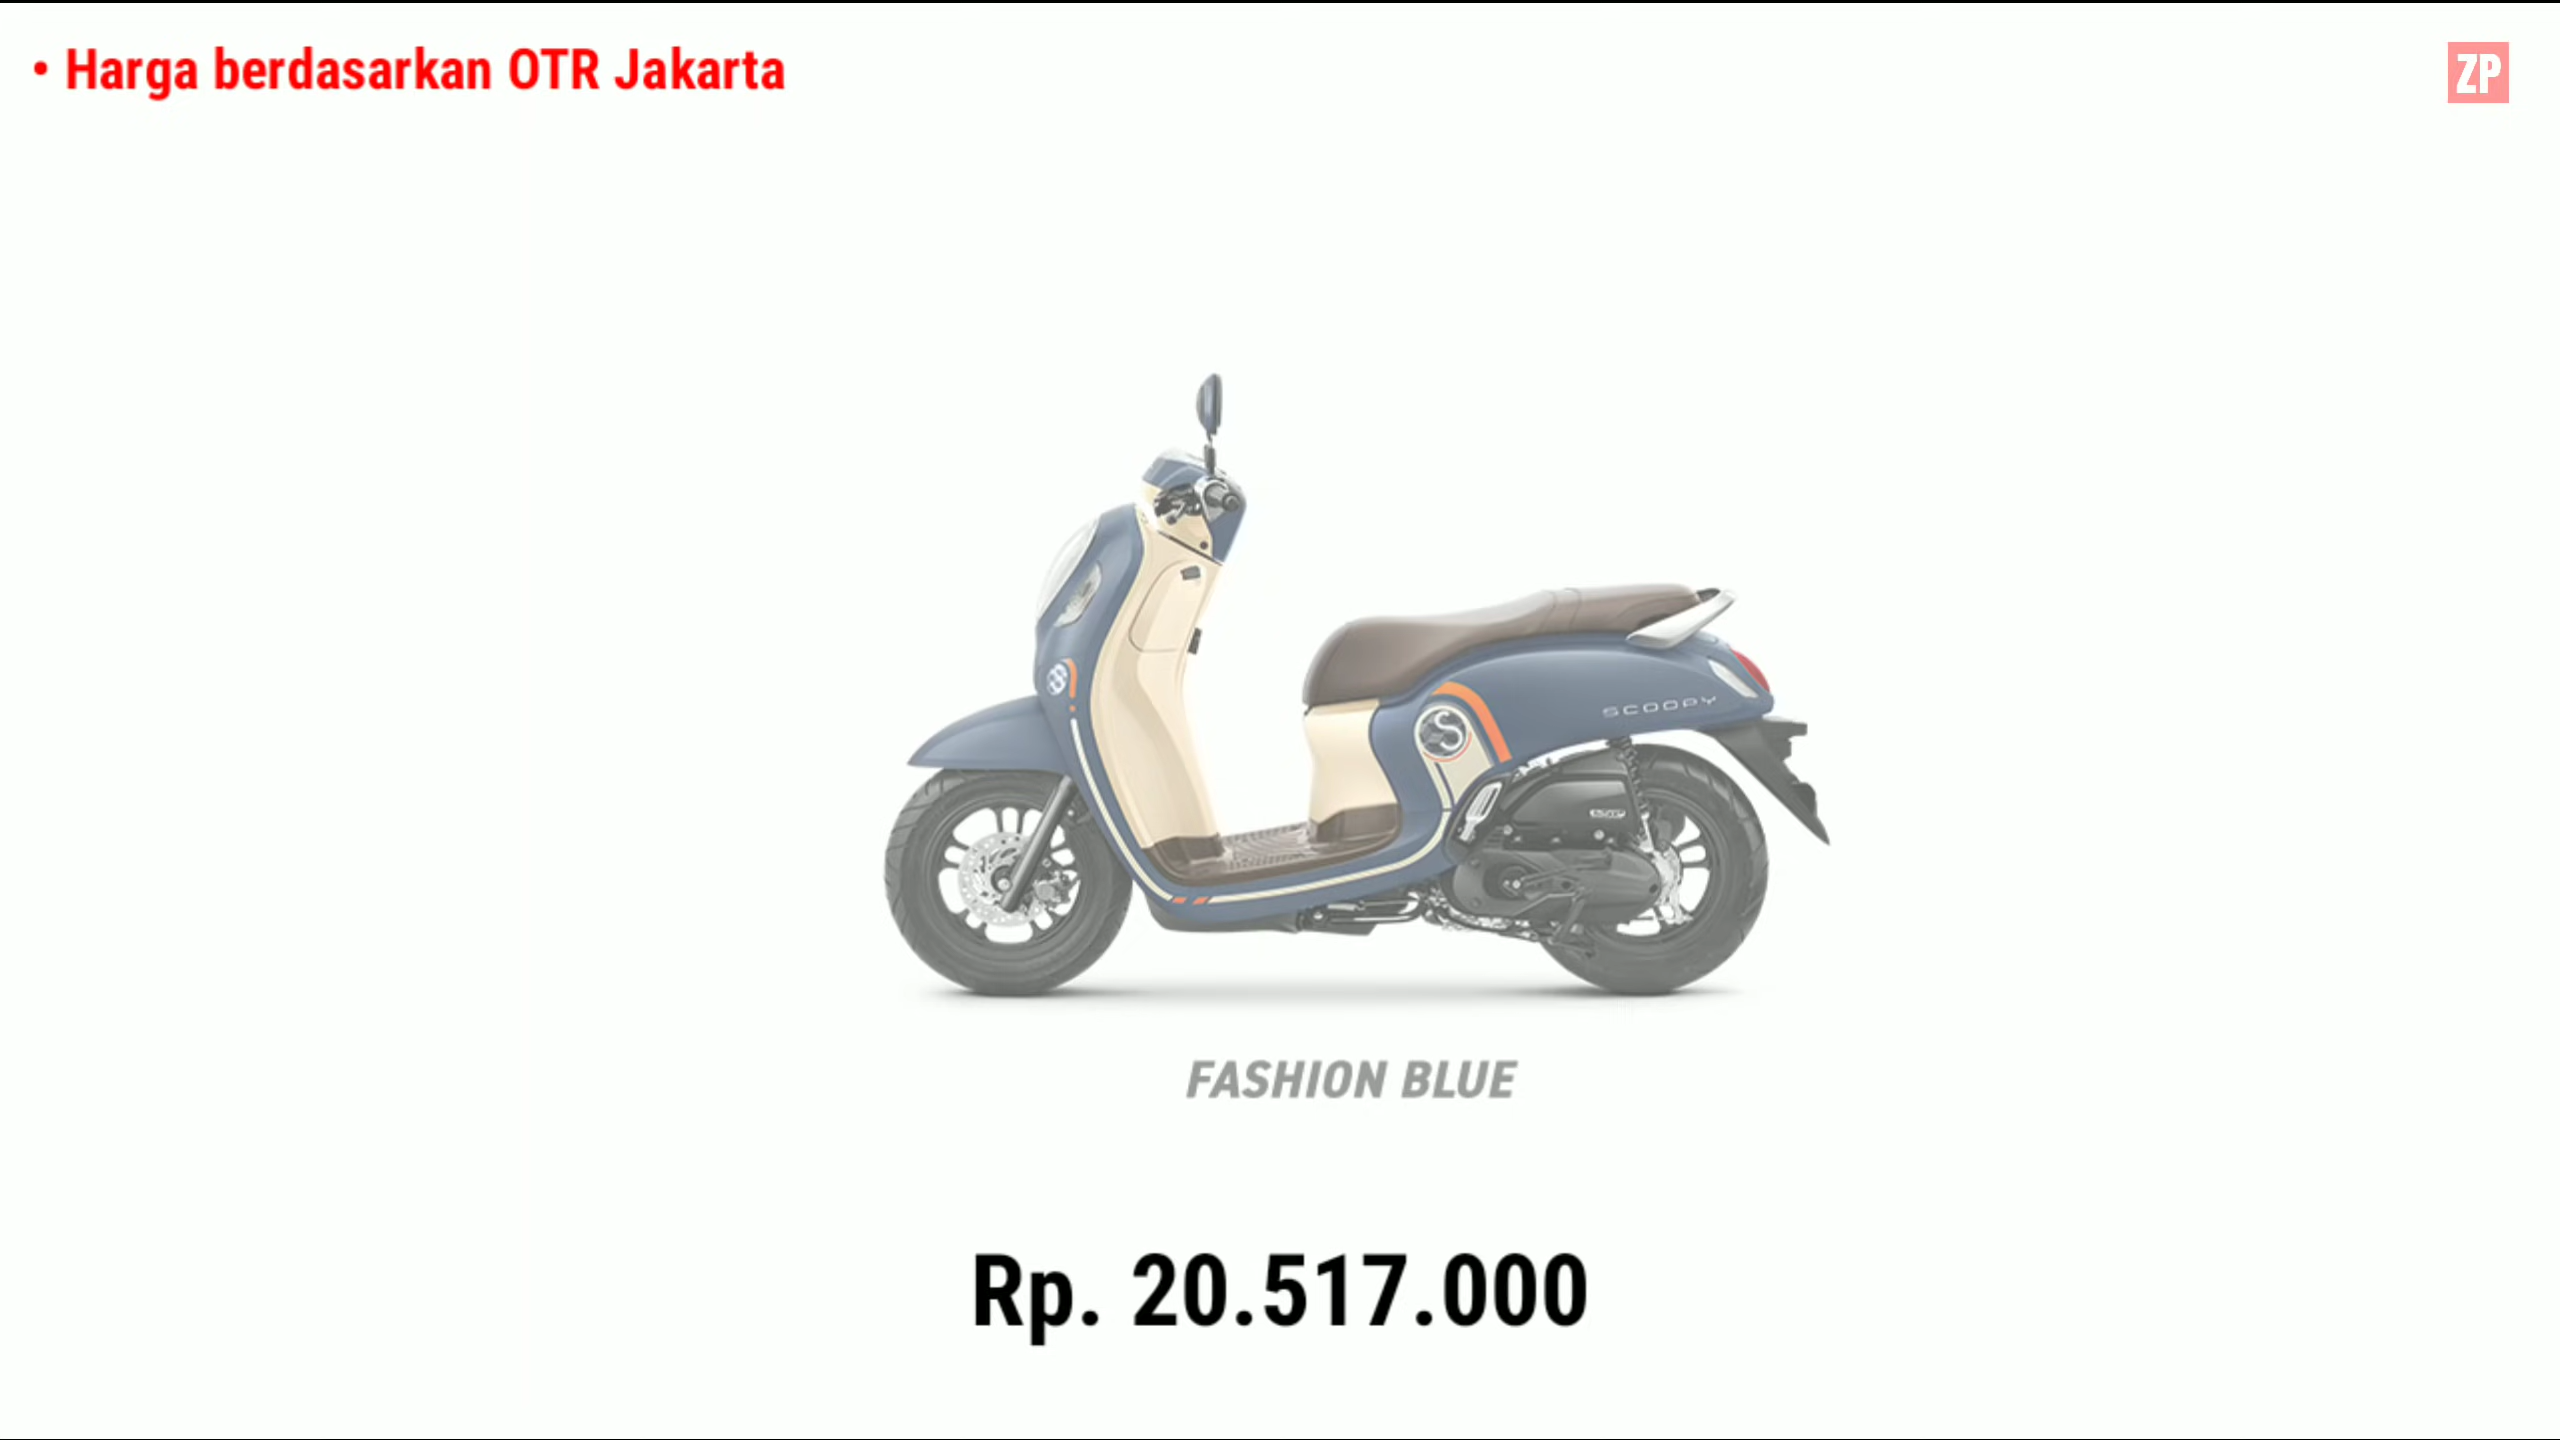 • Harga berdasarkan OTR Jakarta
ZP
S
S
SCOOPY
FASHION BLUE
Rp. 20.517.000